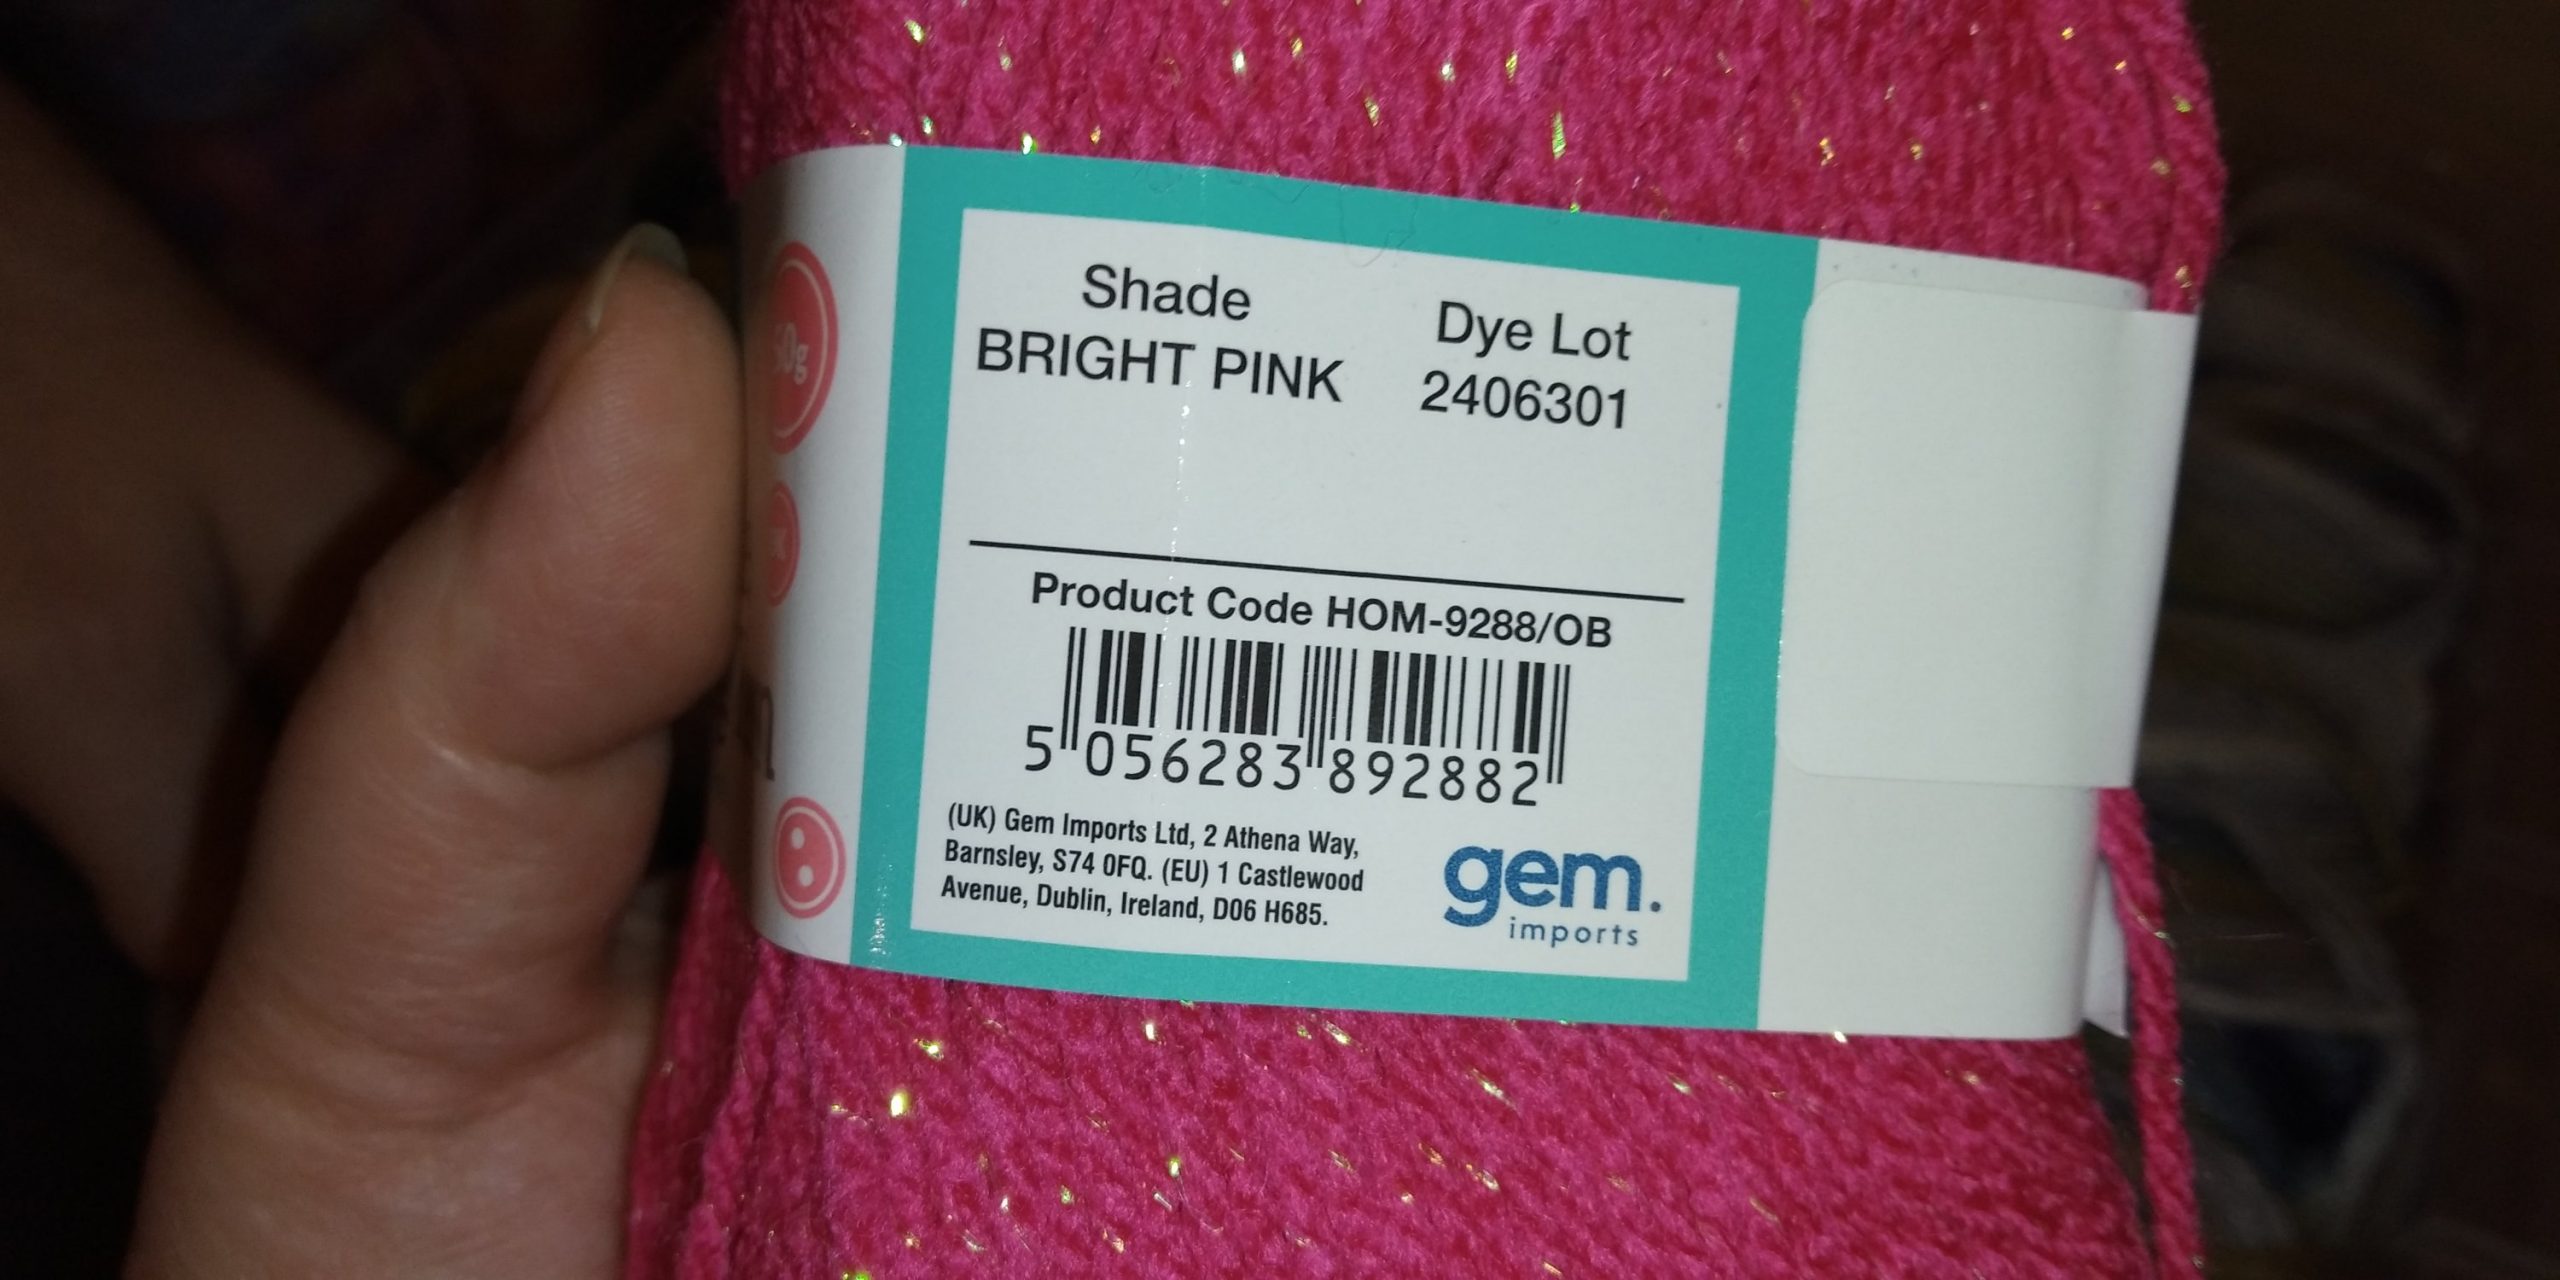 Shade
BRIGHT PINK
Dye Lot
2406301
Product Code HOM-9288/OB
5 056283 892882
(UK) Gem Imports Ltd, 2 Athena Way,
Barnsley, S74 0FQ. (EU) 1 Castlewood
Avenue, Dublin, Ireland, D06 H685.
gem.
imports